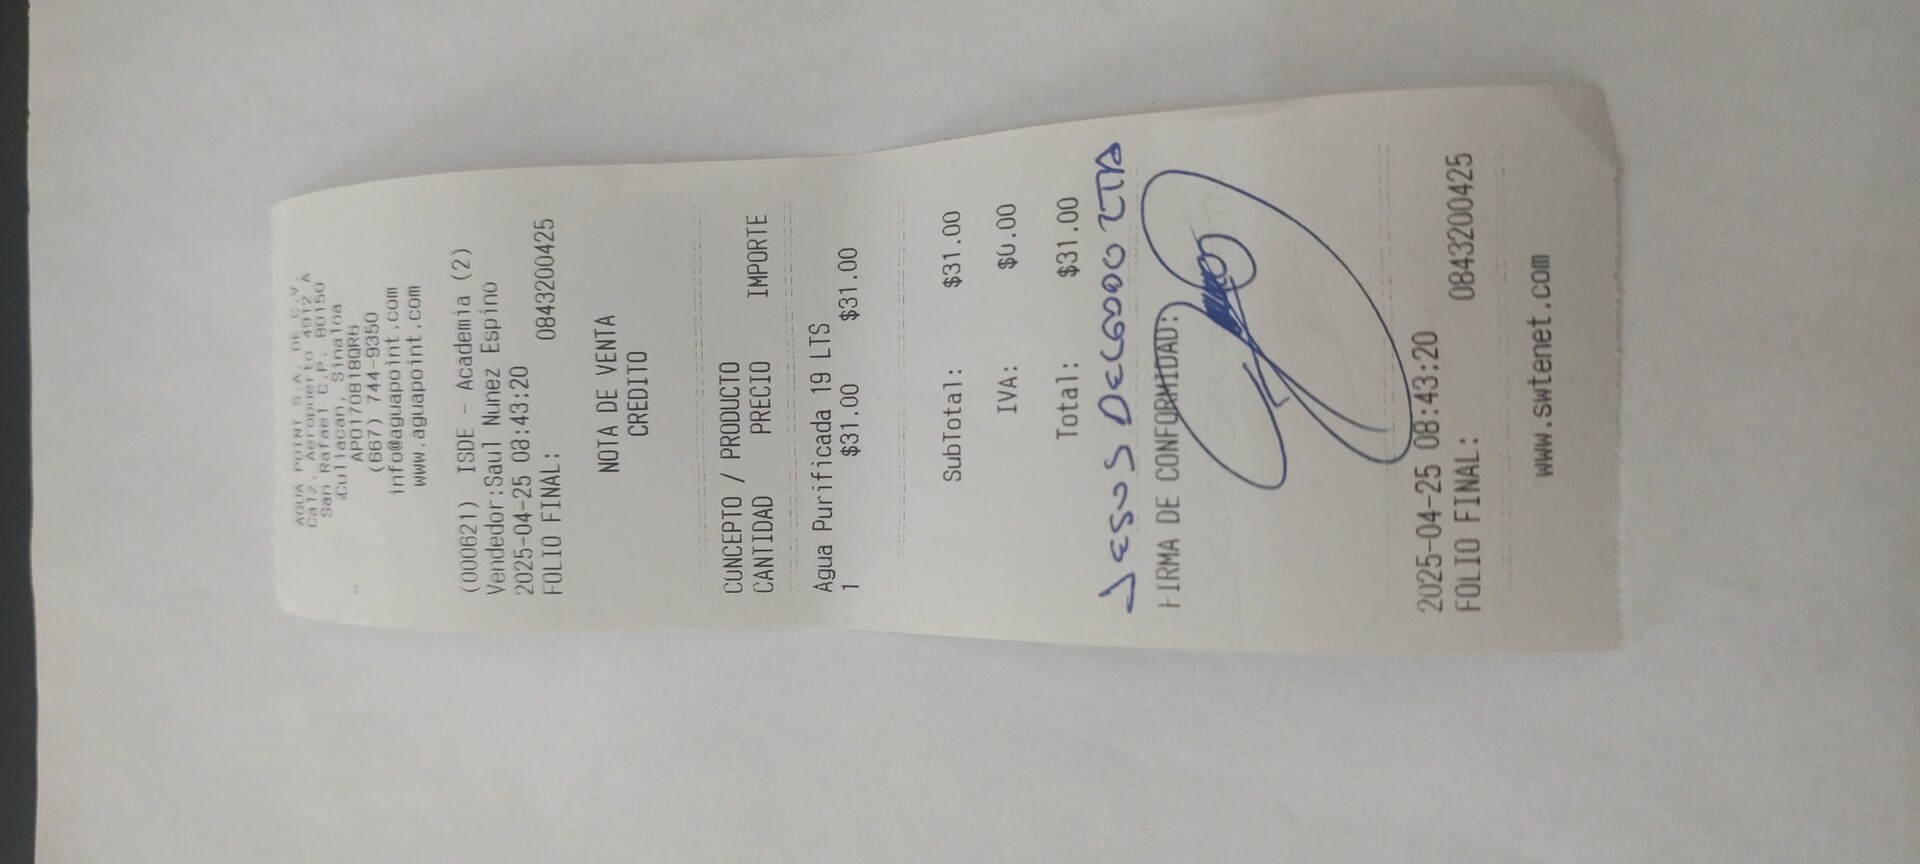 AQUA POINT S.A. DE C.V.
Calz. Aeropuerto 4912 A
San Rafael C.P. 80150
Culiacan, Sinaloa
APO170818QR6
(667) 744-9350
info@aguapoint.com
www.aguapoint.com
(000621) ISDE - Academia (2)
Vendedor:Saul Nunez Espino
2025-04-25 08:43:20
FOLIO FINAL: 0843200425
NOTA DE VENTA
CREDITO
CONCEPTO / PRODUCTO
CANTIDAD PRECIO IMPORTE
Agua Purificada 19 LTS
1 $31.00 $31.00
SubTotal: $31.00
IVA: $0.00
Total: $31.00
JESUS DELGADO
FIRMA DE CONFORMIDAD:
2025-04-25 08:43:20
FOLIO FINAL: 0843200425
www.swtenet.com